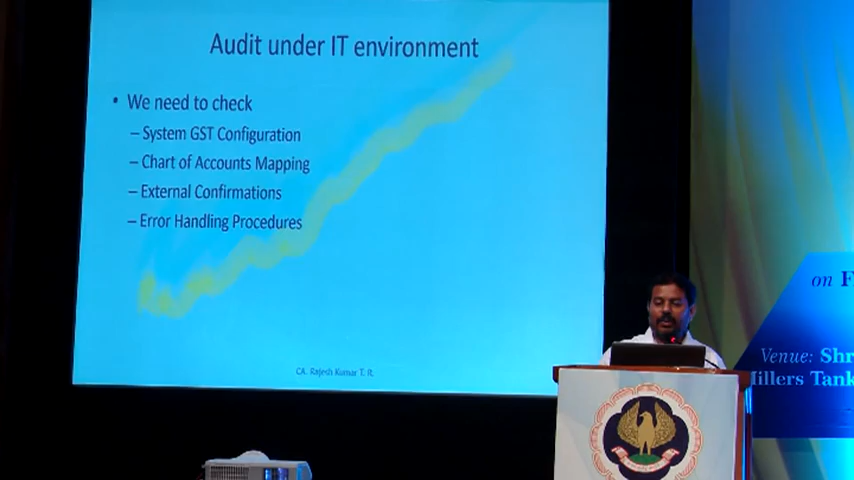 Audit under IT environment
• We need to check
– System GST Configuration
– Chart of Accounts Mapping
– External Confirmations
– Error Handling Procedures
CA. Rajesh Kumar T. R,
on F
Venue: Shr
Millers Tank